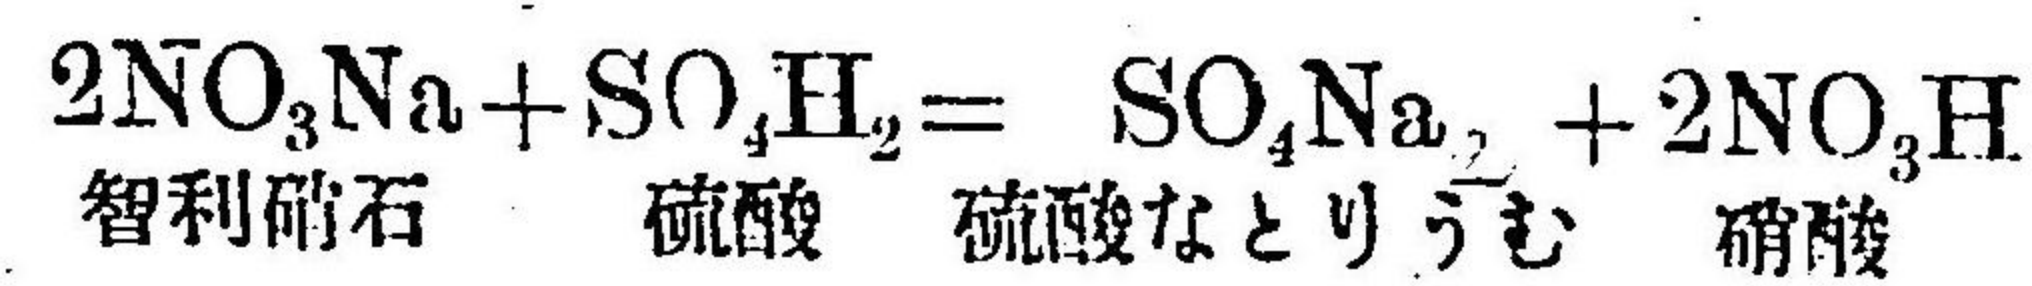 2NO₃Na + SO₄H₂ = SO₄Na₂ + 2NO₃H
智利硝石 硫酸 硫酸なとりうむ 硝酸